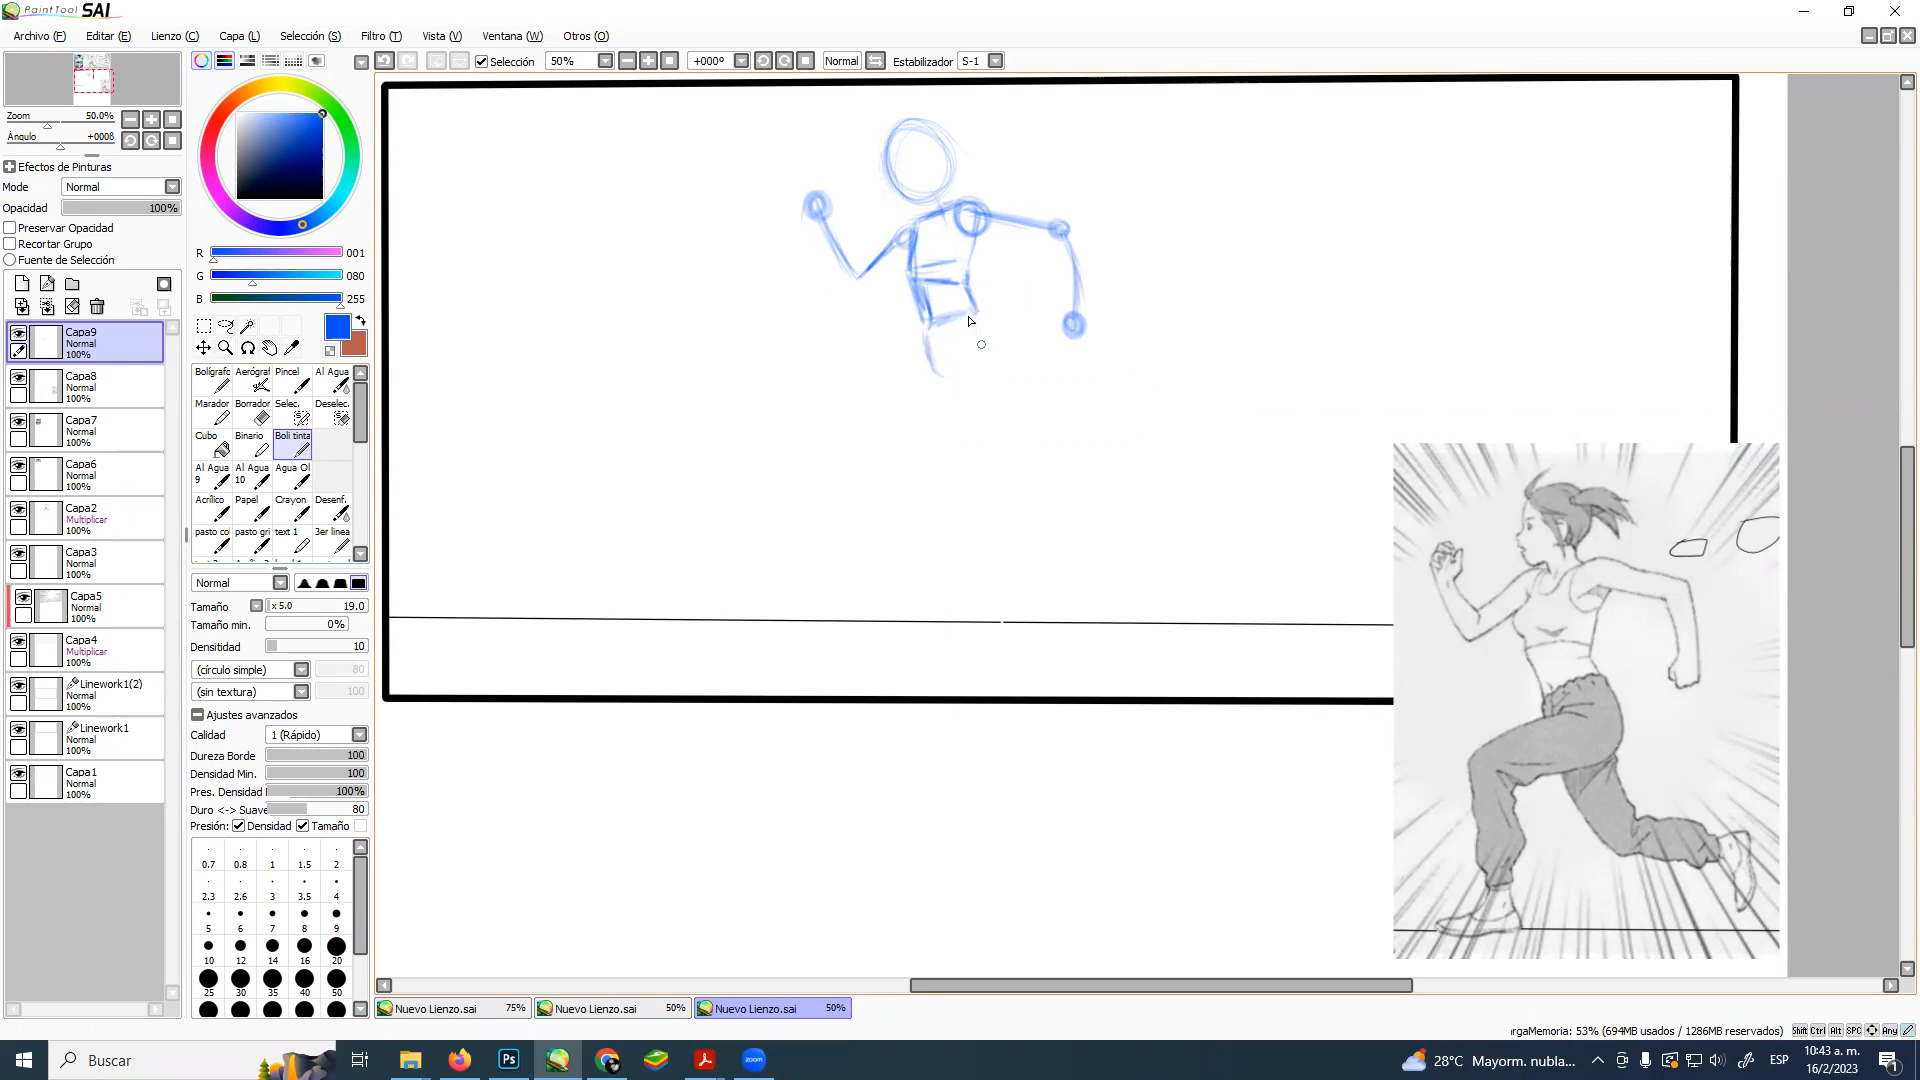 PaintTool SAI
Archivo (F) Editar (E) Lienzo (C) Capa (L) Selección (S) Filtro (T) Vista (V) Ventana (W) Otros (O)
Selección 50% +000º Normal Estabilizador S-1
Zoom 50.0%
Ángulo +000ß
Efectos de Pinturas
Mode Normal
Opacidad 100%
Preservar Opacidad
Recortar Grupo
Fuente de Selección
Capa9
Normal
100%
Capa8
Normal
100%
Capa7
Normal
100%
Capa6
Normal
100%
Capa2
Multiplicar
100%
Capa3
Normal
100%
Capa5
Normal
100%
Capa4
Multiplicar
100%
Linework1(2)
Normal
100%
Linework1
Normal
100%
Capa1
Normal
100%
R 001
G 080
B 255
Bolígrafc Aerógraf Pincel Al Agua
Marador Borrador Selec. Deselec.
Cubo Binario Boli tinta
Al Agua 9 Al Agua 10 Agua Ol
Acrílico Papel Crayon Desenf.
pasto co pasto gri text 1 3er linea
Normal
Tamaño x 5.0 19.0
Tamaño min. 0%
Densitidad 10
(círculo simple) 80
(sin textura) 100
Ajustes avanzados
Calidad 1 (Rápido)
Dureza Borde 100
Densidad Min. 100
Pres. Densidad 100%
Duro <-> Suave 80
Presión: Densidad Tamaño
0.7 0.8 1 1.5 2
2.3 2.6 3 3.5 4
5 6 7 8 9
10 12 14 16 20
25 30 35 40 50
Nuevo Lienzo.sai 75% Nuevo Lienzo.sai 50% Nuevo Lienzo.sai 50%
rgaMemoria: 53% (694MB usados / 1286MB reservados) Shift Ctrl Alt SPC Any
Buscar
Ps
zoom
28°C Mayorm. nubla...
ESP
10:43 a. m.
16/2/2023
1